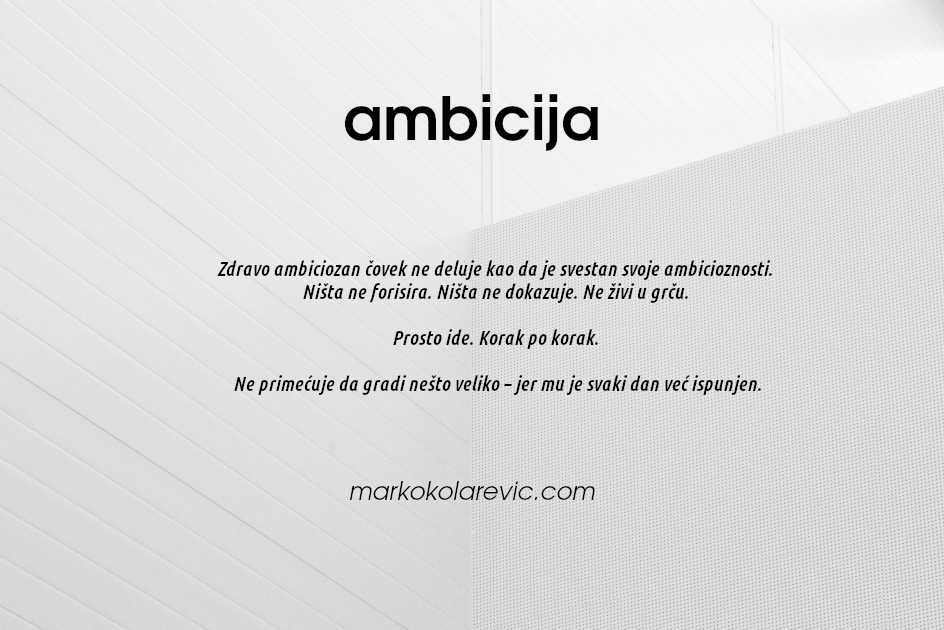 ambicija
Zdravo ambiciozan čovek ne deluje kao da je svestan svoje ambicioznosti.
Ništa ne forisira. Ništa ne dokazuje. Ne živi u grču.
Prosto ide. Korak po korak.
Ne primećuje da gradi nešto veliko – jer mu je svaki dan već ispunjen.
markokolarevic.com